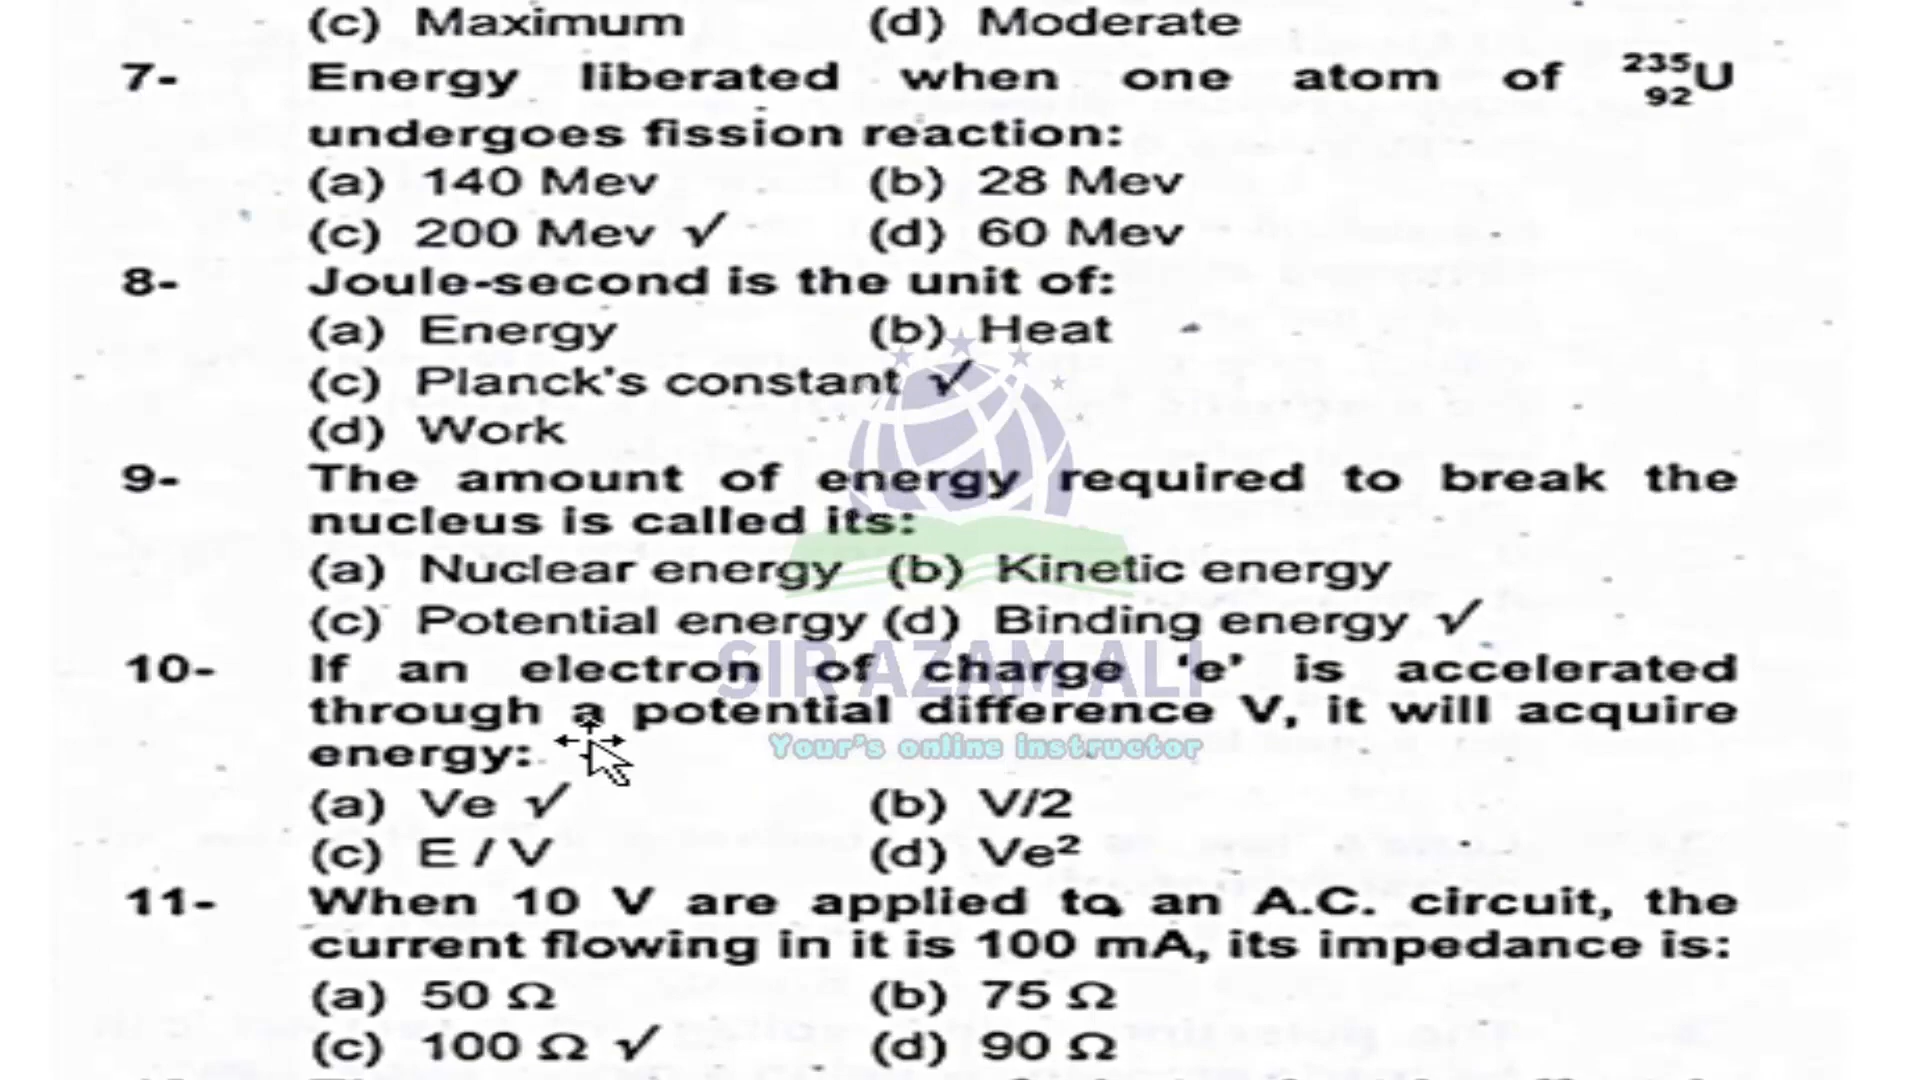 (c) Maximum (d) Moderate
7- Energy liberated when one atom of ²³⁵₉₂U
undergoes fission reaction:
(a) 140 Mev (b) 28 Mev
(c) 200 Mev √ (d) 60 Mev
8- Joule-second is the unit of:
(a) Energy (b) Heat
(c) Planck's constant √
(d) Work
9- The amount of energy required to break the
nucleus is called its:
(a) Nuclear energy (b) Kinetic energy
(c) Potential energy (d) Binding energy √
SIR AZAM ALI
10- If an electron of charge ‘e’ is accelerated
through a potential difference V, it will acquire
Your's online instructor
energy:
(a) Ve √ (b) V/2
(c) E / V (d) Ve²
11- When 10 V are applied to an A.C. circuit, the
current flowing in it is 100 mA, its impedance is:
(a) 50 Ω (b) 75 Ω
(c) 100 Ω √ (d) 90 Ω